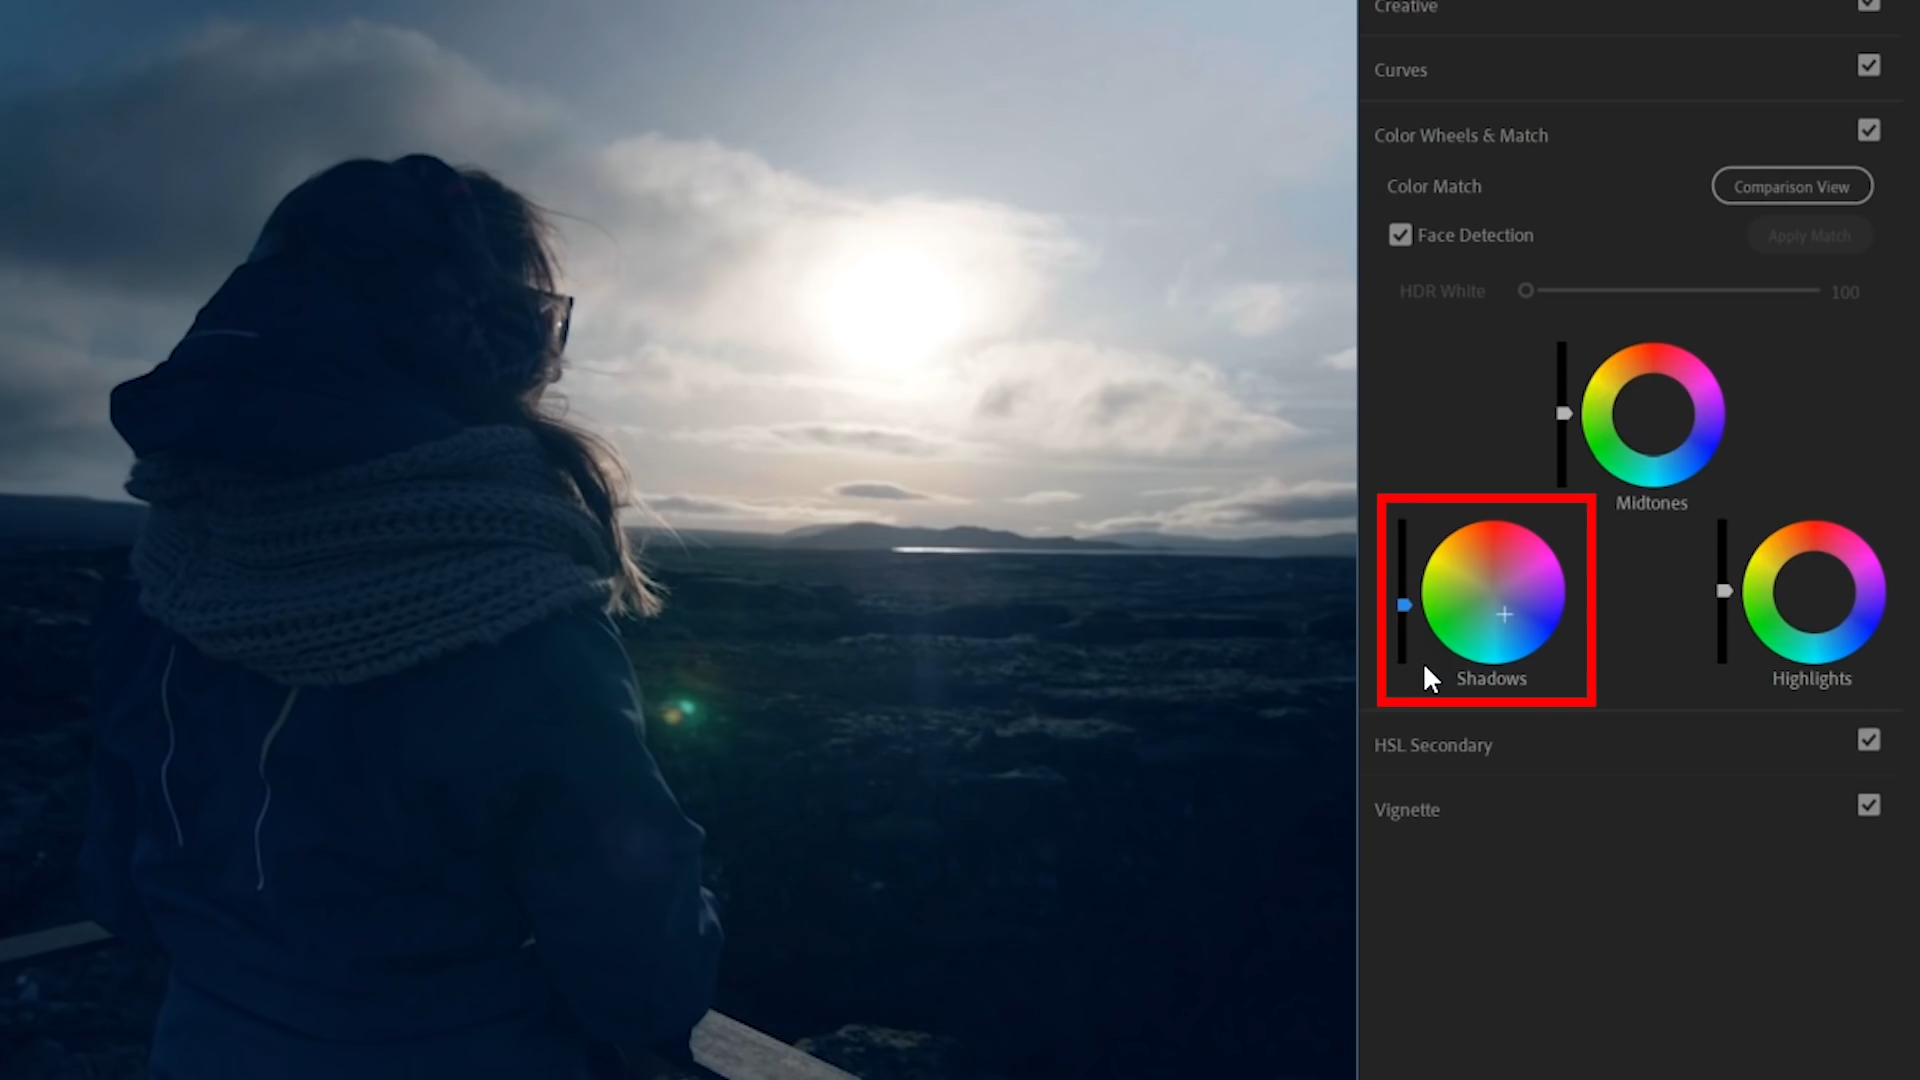 Creative
Curves
Color Wheels & Match
Color Match
Comparison View
Face Detection
Apply Match
HDR White
100
Midtones
Shadows
Highlights
HSL Secondary
Vignette